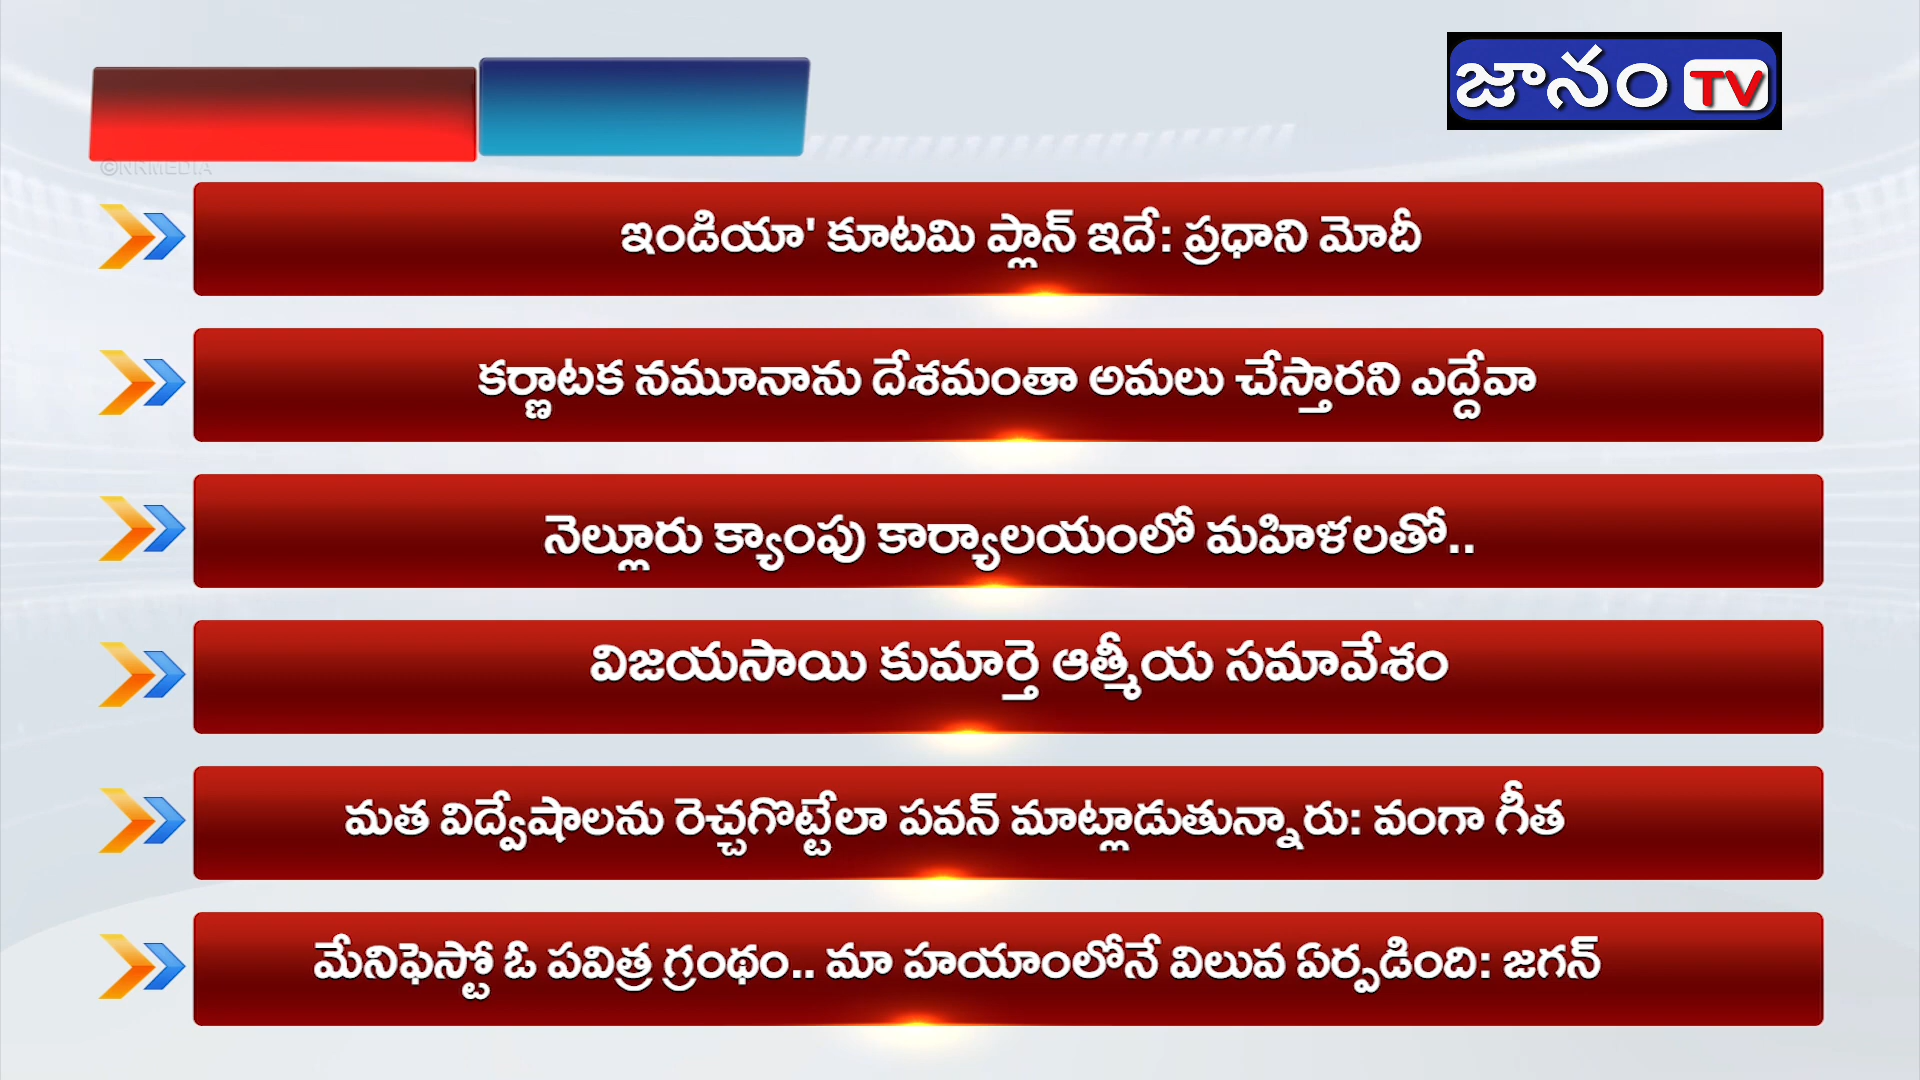 జానం TV
©NKMEDIA
ఇండియా' కూటమి ప్లాన్ ఇదే: ప్రధాని మోదీ
కర్ణాటక నమూనాను దేశమంతా అమలు చేస్తారని ఎద్దేవా
నెల్లూరు క్యాంపు కార్యాలయంలో మహిళలతో..
విజయసాయి కుమార్తె ఆత్మీయ సమావేశం
మత విద్వేషాలను రెచ్చగొట్టేలా పవన్ మాట్లాడుతున్నారు: వంగా గీత
మేనిఫెస్టో ఓ పవిత్ర గ్రంథం.. మా హయాంలోనే విలువ ఏర్పడింది: జగన్